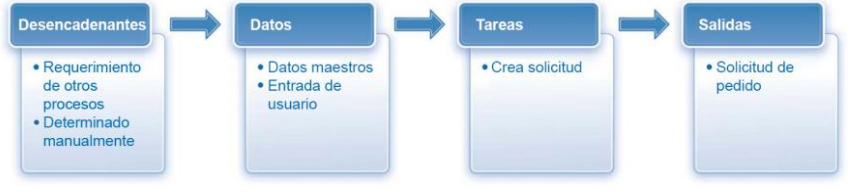 Desencadenantes
• Requerimiento
de otros
procesos
• Determinado
manualmente
Datos
• Datos maestros
• Entrada de
usuario
Tareas
• Crea solicitud
Salidas
• Solicitud de
pedido